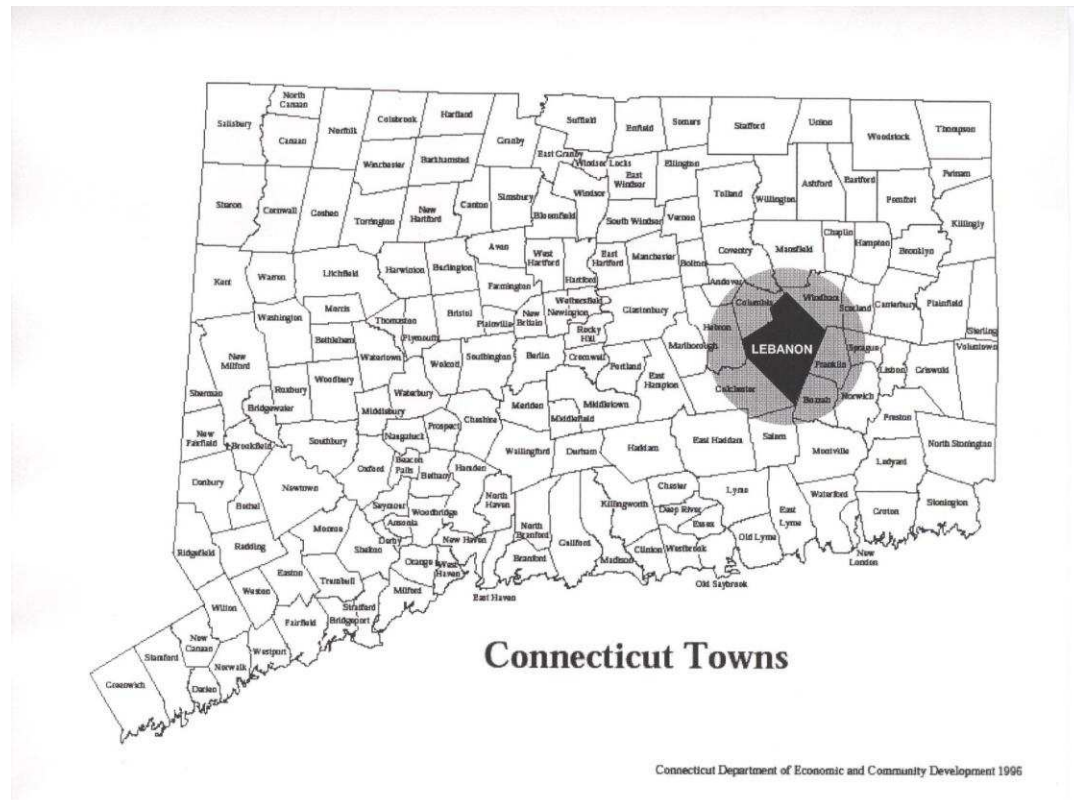 North
Canaan
Salisbury
Canaan
Norfolk
Colebrook
Hartland
Granby
Suffield
Enfield
Somers
Stafford
Union
Woodstock
Thompson
East Granby
Windsor Locks
Winchester
Barkhamsted
East
Windsor
Ellington
Putnam
Sharon
Cornwall
Goshen
Torrington
New
Hartford
Canton
Simsbury
Bloomfield
Windsor
South Windsor
Vernon
Tolland
Willington
Ashford
Eastford
Pomfret
Killingly
Avon
West
Hartford
Hartford
East
Hartford
Manchester
Bolton
Coventry
Mansfield
Chaplin
Hampton
Brooklyn
Kent
Warren
Litchfield
Harwinton
Burlington
Farmington
Andover
Columbia
Windham
Scotland
Canterbury
Plainfield
Sterling
Voluntown
Washington
Morris
Bethlehem
Thomaston
Plymouth
Bristol
Plainville
New
Britain
Newington
Wethersfield
Rocky
Hill
Glastonbury
Hebron
Marlborough
LEBANON
Sprague
Franklin
Lisbon
Griswold
New
Milford
Sherman
Roxbury
Bridgewater
Woodbury
Watertown
Wolcott
Southington
Berlin
Cromwell
Portland
East
Hampton
Colchester
Bozrah
Norwich
Preston
Waterbury
Middlebury
Meriden
Middletown
Middlefield
New
Fairfield
Brookfield
Southbury
Naugatuck
Prospect
Cheshire
Wallingford
Durham
Haddam
East Haddam
Salem
Montville
Ledyard
North Stonington
Danbury
Bethel
Newtown
Oxford
Beacon
Falls
Bethany
Hamden
North
Haven
Killingworth
Chester
Deep River
Essex
Lyme
East
Lyme
Waterford
Groton
Stonington
Seymour
Ansonia
Derby
Woodbridge
New Haven
North
Branford
Branford
Guilford
Madison
Clinton
Westbrook
Old Saybrook
Old Lyme
New
London
Ridgefield
Redding
Monroe
Shelton
Orange
West
Haven
East Haven
Milford
Easton
Trumbull
Stratford
Bridgeport
Weston
Wilton
Fairfield
Westport
New
Canaan
Norwalk
Darien
Stamford
Greenwich
Connecticut Towns
Connecticut Department of Economic and Community Development 1996